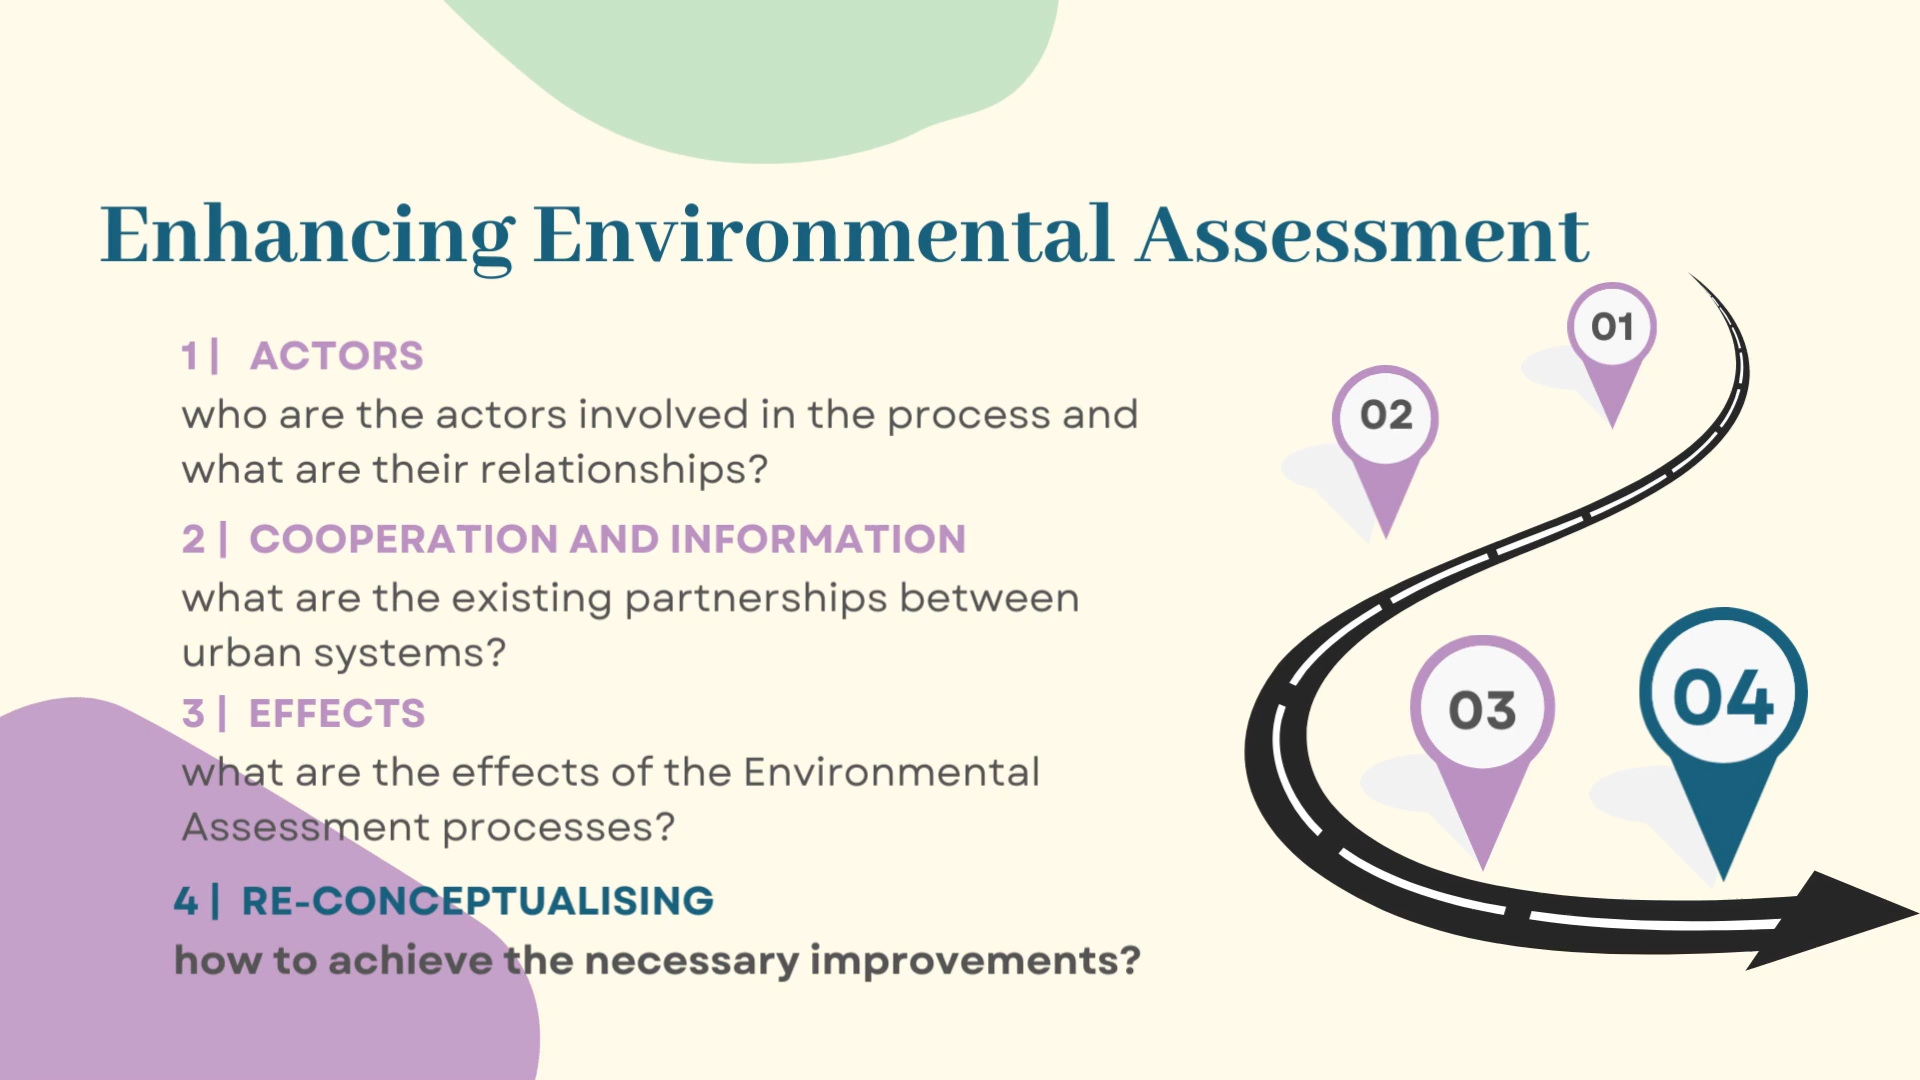 Enhancing Environmental Assessment
1 | ACTORS
who are the actors involved in the process and
what are their relationships?
2 | COOPERATION AND INFORMATION
what are the existing partnerships between
urban systems?
3 | EFFECTS
what are the effects of the Environmental
Assessment processes?
4 | RE-CONCEPTUALISING
how to achieve the necessary improvements?
01
02
03
04